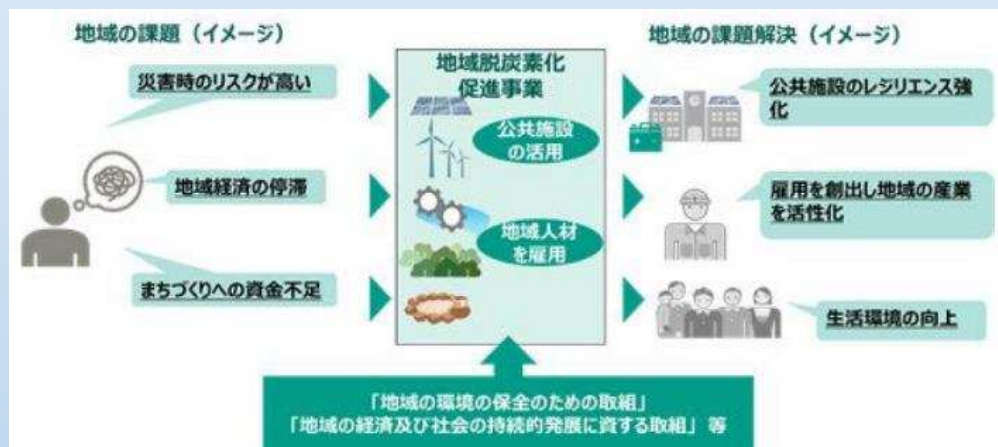 地域の課題（イメージ）
災害時のリスクが高い
地域経済の停滞
まちづくりへの資金不足
地域脱炭素化
促進事業
公共施設
の活用
地域人材
を雇用
地域の課題解決（イメージ）
公共施設のレジリエンス強
化
雇用を創出し地域の産業
を活性化
生活環境の向上
「地域の環境の保全のための取組」
「地域の経済及び社会の持続的発展に資する取組」等